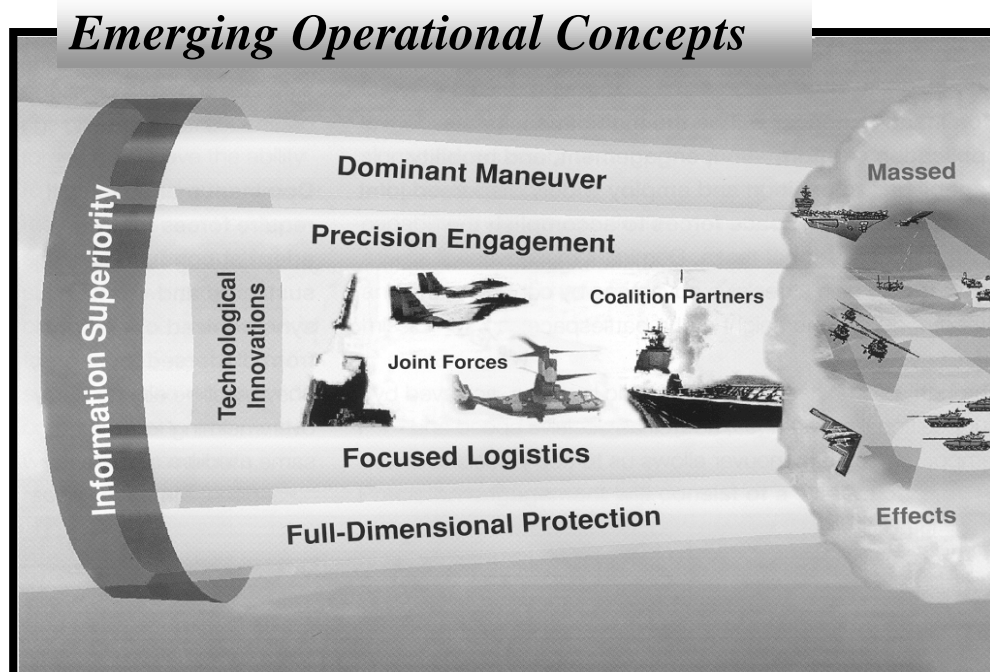 Emerging Operational Concepts
Information Superiority
Dominant Maneuver
Precision Engagement
Technological
Innovations
Joint Forces
Coalition Partners
Focused Logistics
Full-Dimensional Protection
Massed
Effects